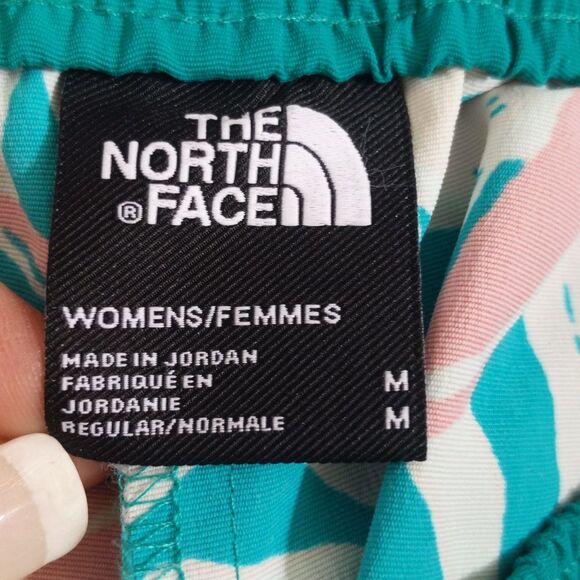 THE
NORTH
® FACE
WOMENS/FEMMES
MADE IN JORDAN
FABRIQUÉ EN M
JORDANIE
REGULAR/NORMALE M